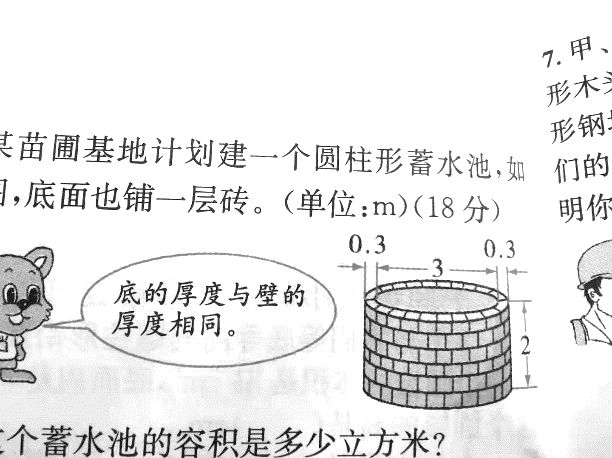 某苗圃基地计划建一个圆柱形蓄水池,如
图,底面也铺一层砖。(单位:m)(18分)
0.3 3 0.3
2
底的厚度与壁的
厚度相同。
这个蓄水池的容积是多少立方米?
7. 甲、
形木
形钢
们的
明你